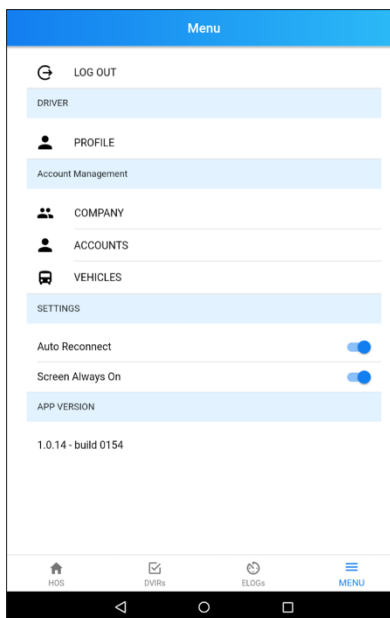 Menu
LOG OUT
DRIVER
PROFILE
Account Management
COMPANY
ACCOUNTS
VEHICLES
SETTINGS
Auto Reconnect
Screen Always On
APP VERSION
1.0.14 - build 0154
HOS
DVIRs
ELOGs
MENU